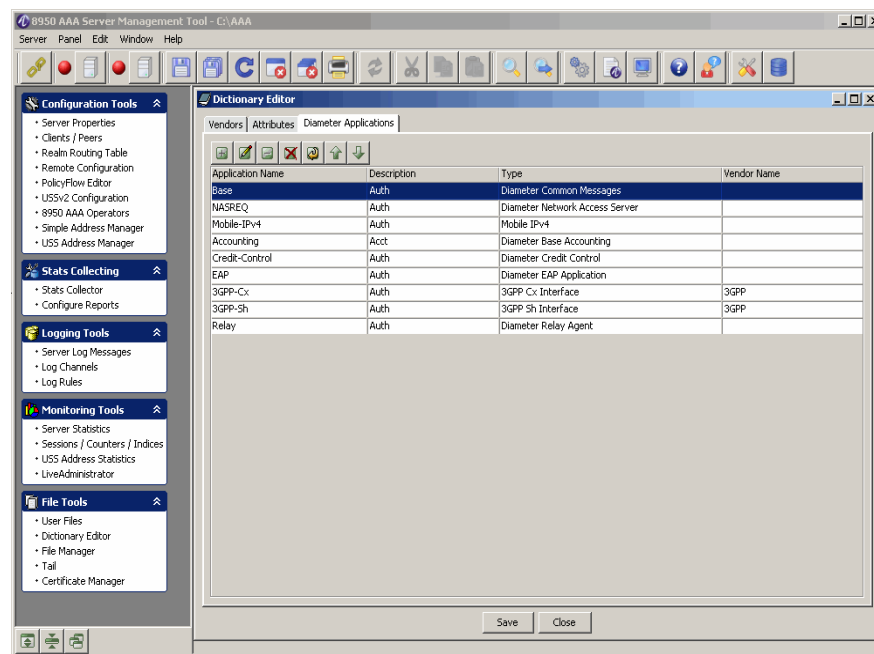 8950 AAA Server Management Tool - C:\AAA
Server Panel Edit Window Help
Configuration Tools
Server Properties
Clients / Peers
Realm Routing Table
Remote Configuration
PolicyFlow Editor
USSv2 Configuration
8950 AAA Operators
Simple Address Manager
USS Address Manager
Stats Collecting
Stats Collector
Configure Reports
Logging Tools
Server Log Messages
Log Channels
Log Rules
Monitoring Tools
Server Statistics
Sessions / Counters / Indices
USS Address Statistics
LiveAdministrator
File Tools
User Files
Dictionary Editor
File Manager
Tail
Certificate Manager
Dictionary Editor
Vendors Attributes Diameter Applications
Application Name Description Type Vendor Name
Base Auth Diameter Common Messages
NASREQ Auth Diameter Network Access Server
Mobile-IPv4 Auth Mobile IPv4
Accounting Acct Diameter Base Accounting
Credit-Control Auth Diameter Credit Control
EAP Auth Diameter EAP Application
3GPP-Cx Auth 3GPP Cx Interface 3GPP
3GPP-Sh Auth 3GPP Sh Interface 3GPP
Relay Auth Diameter Relay Agent
Save Close